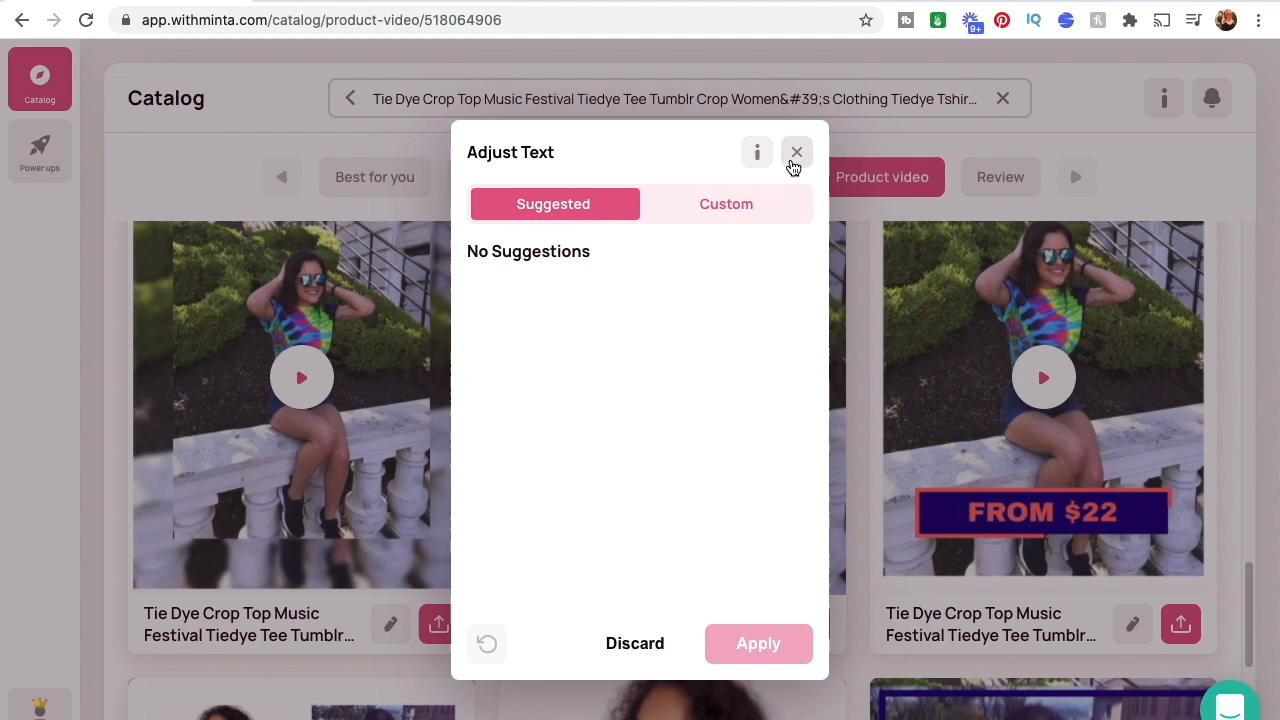 app.withminta.com/catalog/product-video/518064906
9+
Catalog
Power ups
Catalog
Tie Dye Crop Top Music Festival Tiedye Tee Tumblr Crop Women&#39;s Clothing Tiedye Tshir...
Best for you
Product video
Review
Adjust Text
Suggested
Custom
No Suggestions
FROM $22
Tie Dye Crop Top Music
Festival Tiedye Tee Tumblr...
Tie Dye Crop Top Music
Festival Tiedye Tee Tumblr...
Discard
Apply